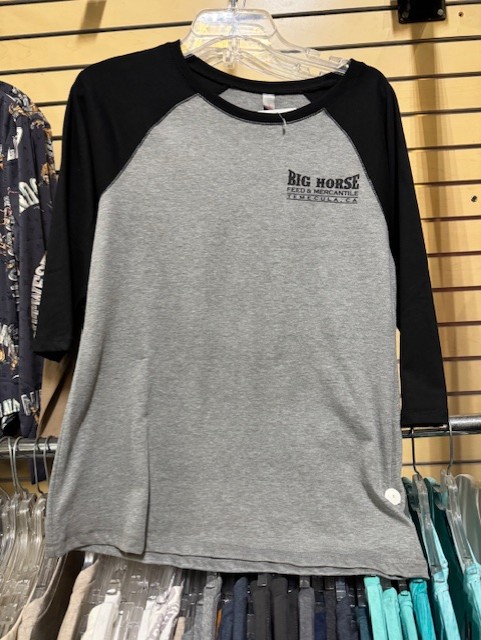 BIG HORSE
FEED & MERCANTILE
TEMECULA, CA